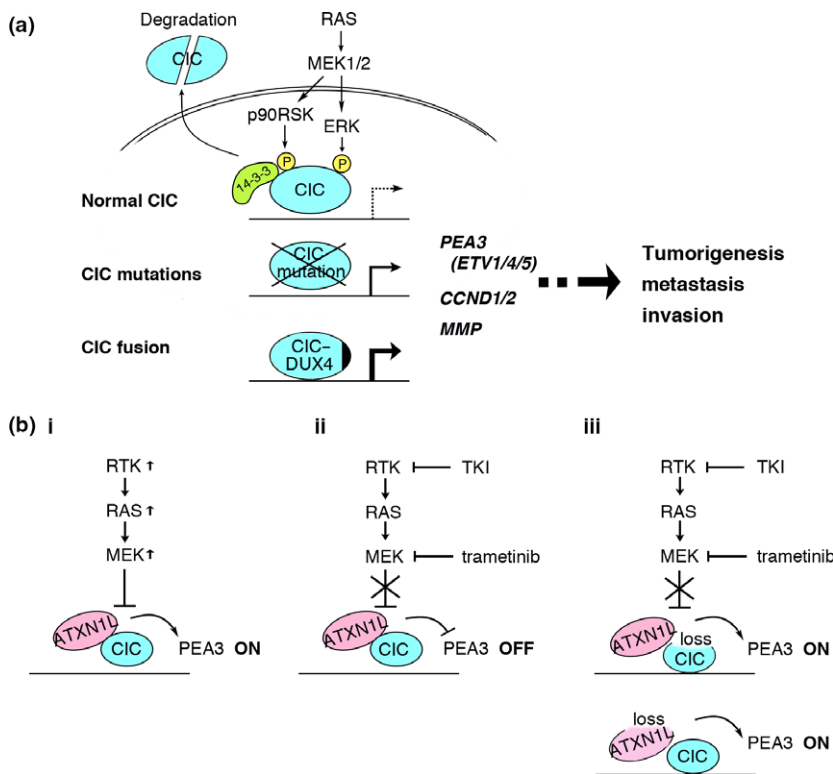 (a)
Degradation
CIC
RAS
MEK1/2
p90RSK
ERK
P
P
14-3-3
CIC
Normal CIC
CIC mutations
CIC
mutation
CIC fusion
CIC–
DUX4
PEA3
(ETV1/4/5)
CCND1/2
MMP
Tumorigenesis
metastasis
invasion
(b)
i
RTK ↑
RAS ↑
MEK ↑
ATXN1L
CIC
PEA3 ON
ii
RTK
TKI
RAS
MEK
trametinib
ATXN1L
CIC
PEA3 OFF
iii
RTK
TKI
RAS
MEK
trametinib
ATXN1L
loss
CIC
PEA3 ON
loss
ATXN1L
CIC
PEA3 ON